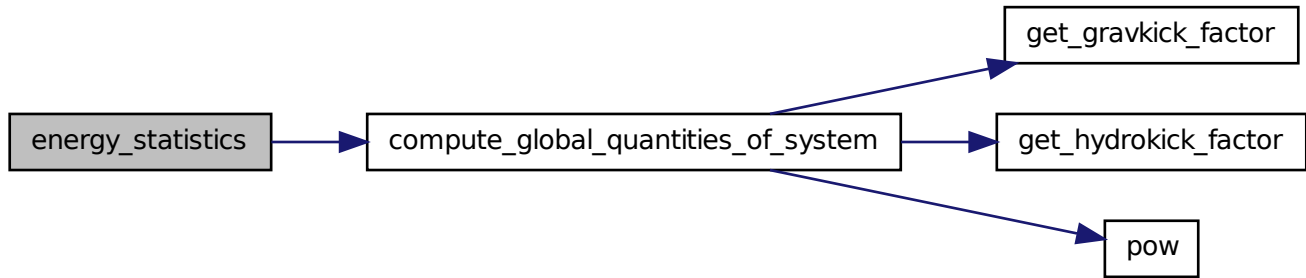 energy_statistics
compute_global_quantities_of_system
get_gravkick_factor
get_hydrokick_factor
pow